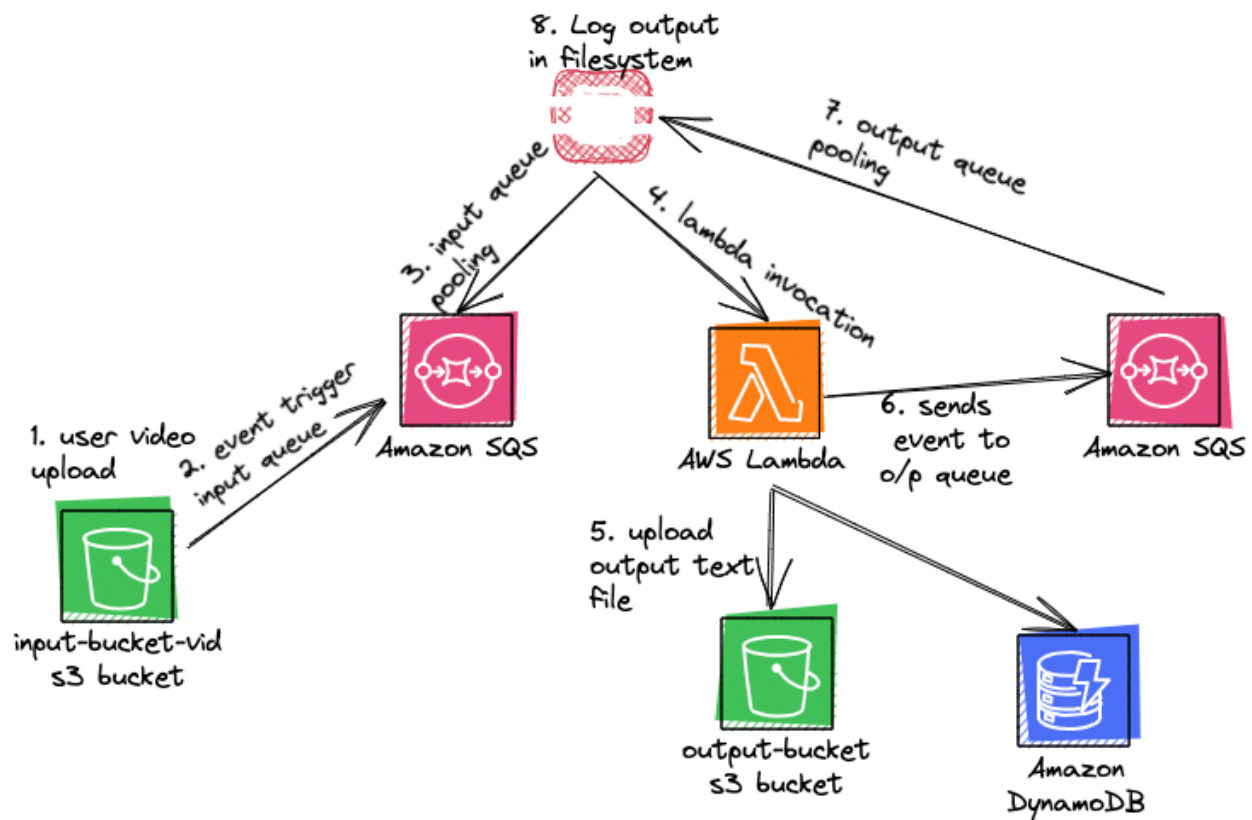 8. Log output
in filesystem
7. output queue
pooling
3. input queue
pooling
4. lambda invocation
1. user video
upload
2. event trigger
input queue
Amazon SQS
AWS Lambda
6. sends
event to
o/p queue
Amazon SQS
5. upload
output text
file
input-bucket-vid
s3 bucket
output-bucket
s3 bucket
Amazon
DynamoDB